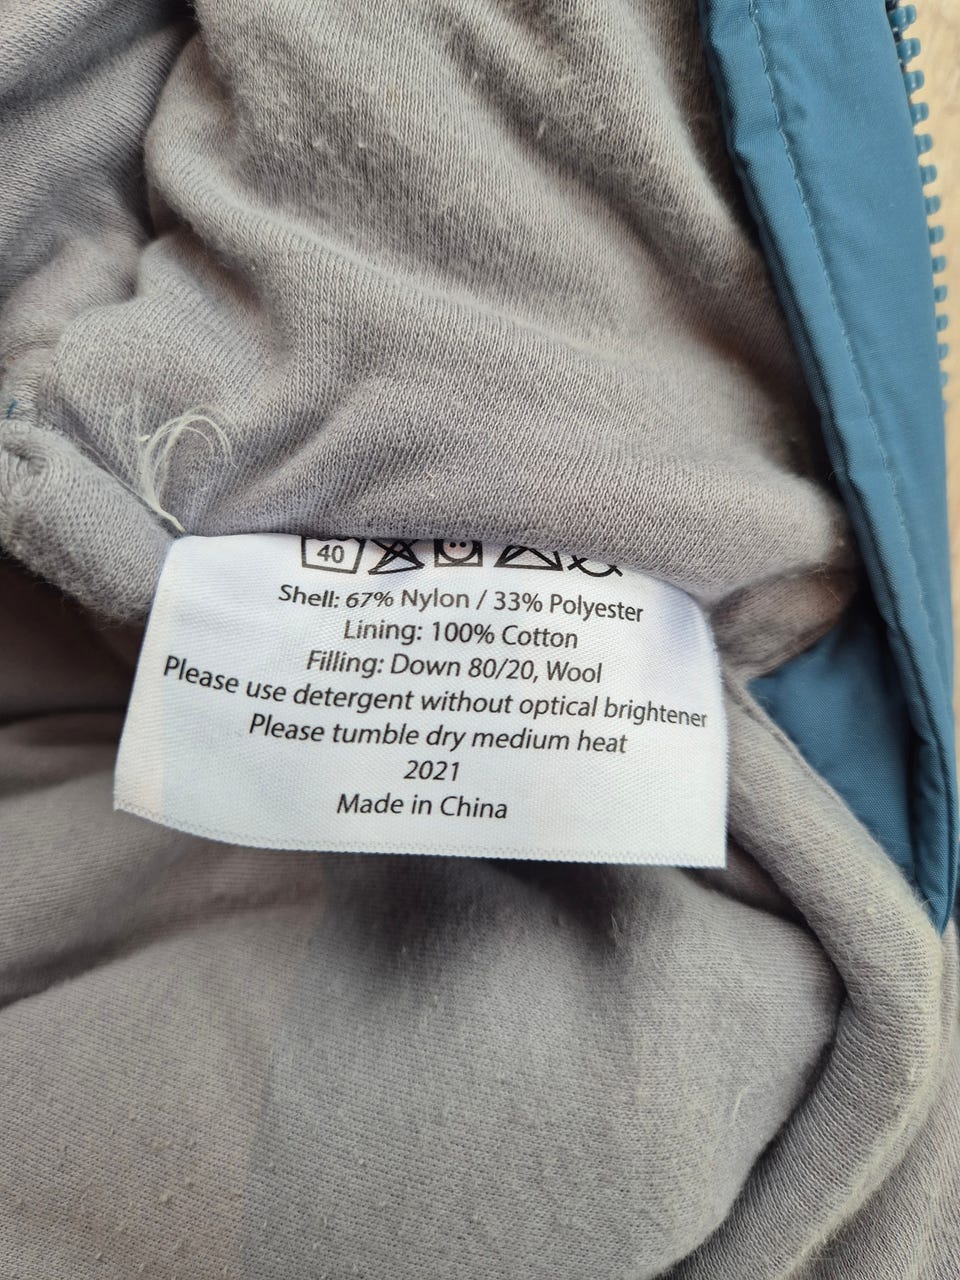 40
Shell: 67% Nylon / 33% Polyester
Lining: 100% Cotton
Filling: Down 80/20, Wool
Please use detergent without optical brightener
Please tumble dry medium heat
2021
Made in China